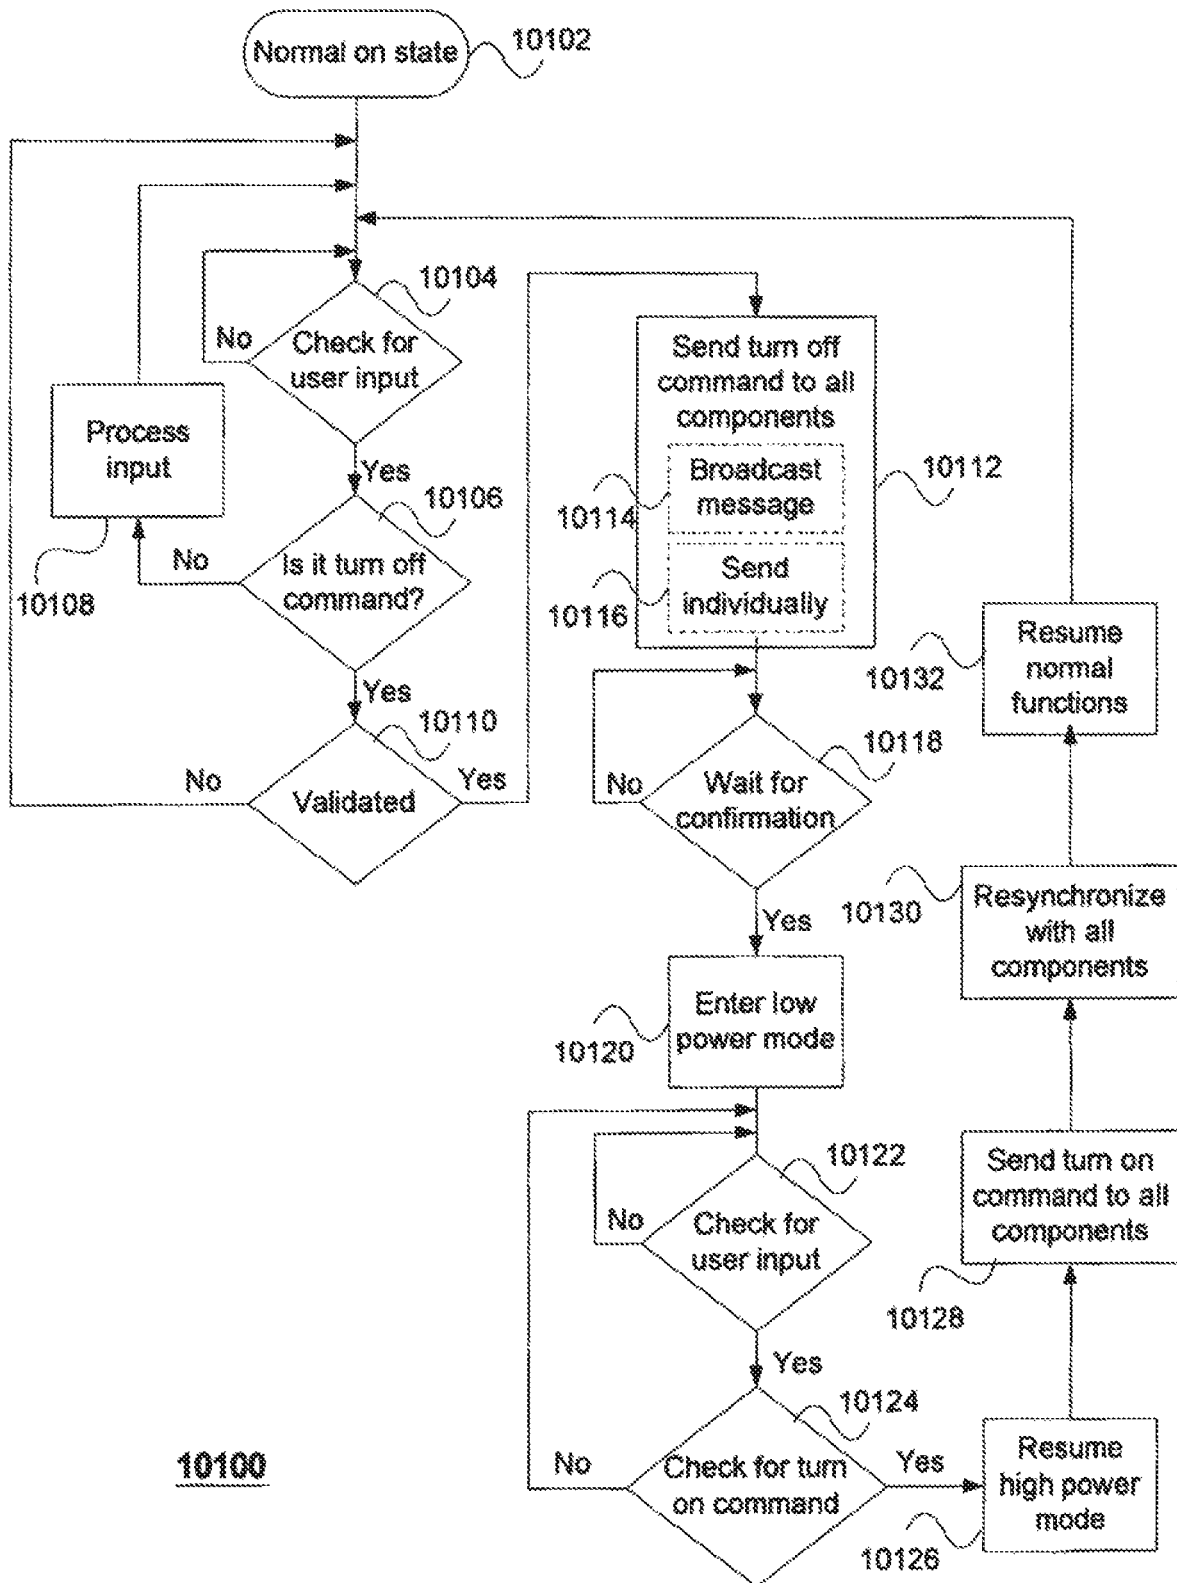 Normal on state
10102
10104
No
Check for
user input
Yes
Process
input
10108
10106
No
Is it turn off
command?
Yes
10110
No
Validated
Yes
Send turn off
command to all
components
Broadcast
message
10114
10112
Send
individually
10116
10118
No
Wait for
confirmation
Yes
Enter low
power mode
10120
10122
No
Check for
user input
Yes
10124
No
Check for turn
on command
Yes
Resume
high power
mode
10126
Send turn on
command to all
components
10128
Resynchronize
with all
components
10130
Resume
normal
functions
10132
10100